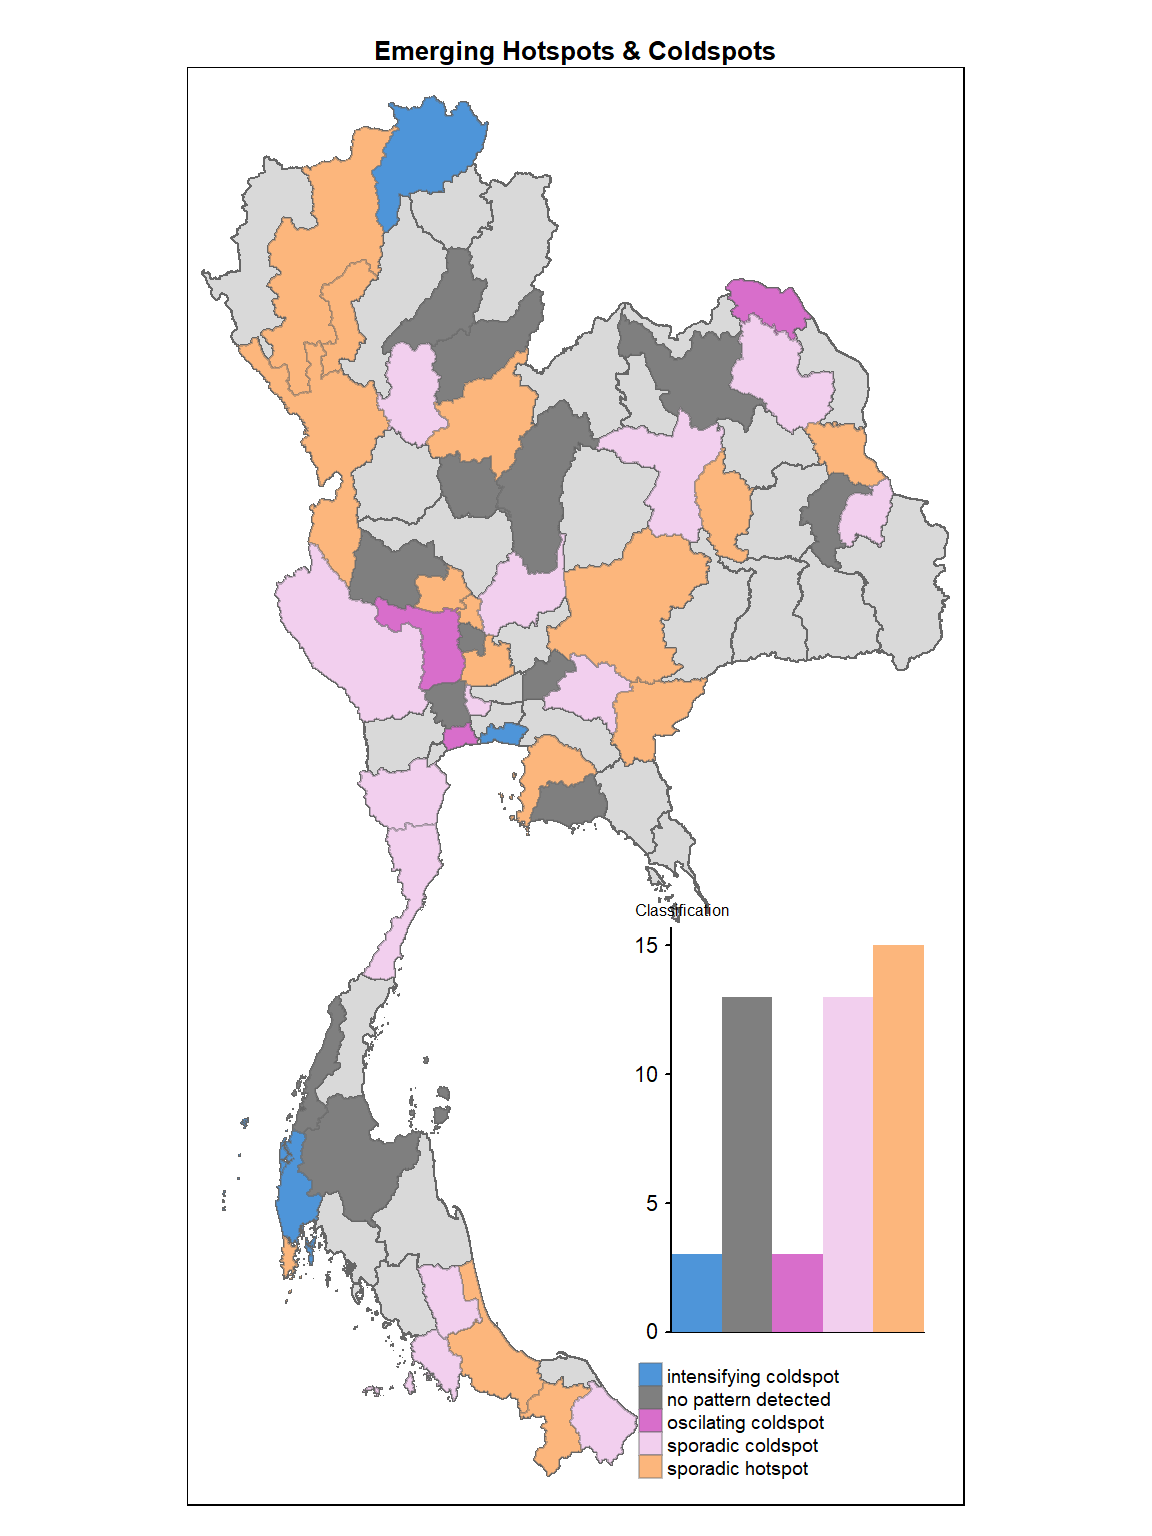 Emerging Hotspots & Coldspots
Classification
15
10
5
0
intensifying coldspot
no pattern detected
oscilating coldspot
sporadic coldspot
sporadic hotspot